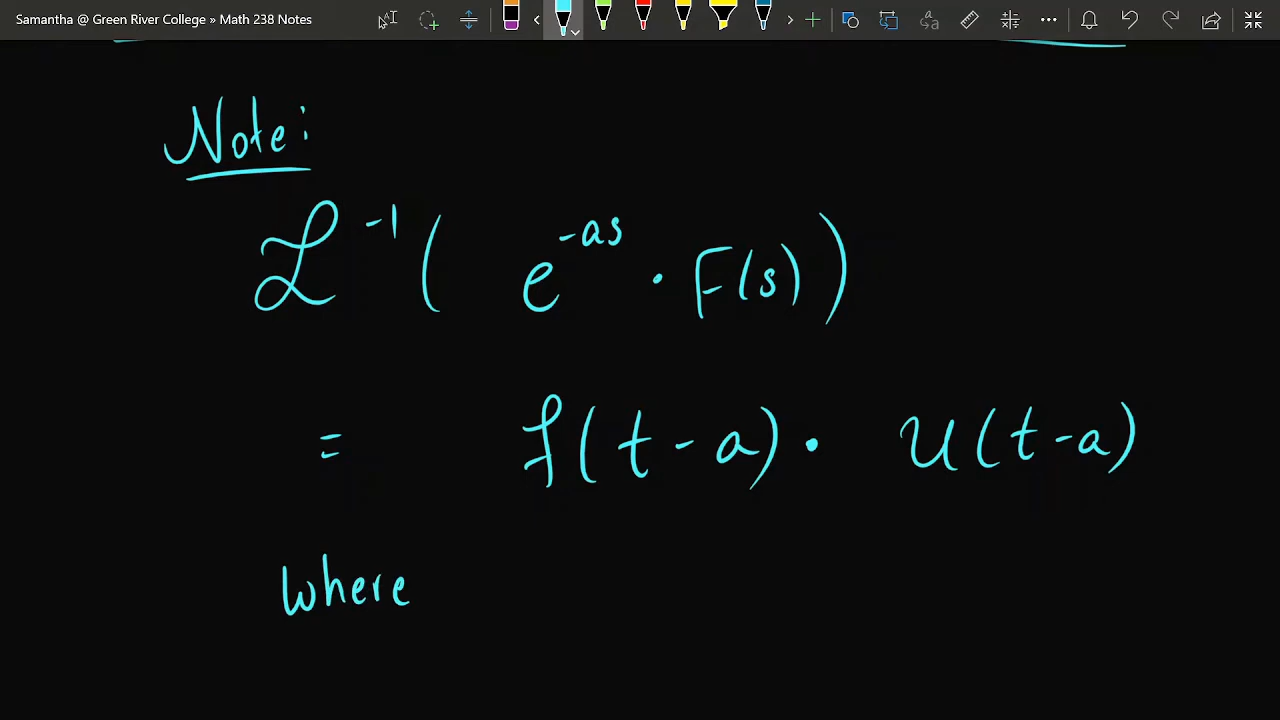 Samantha @ Green River College » Math 238 Notes
Note:
ℒ⁻¹( e⁻ᵃˢ · F(s))
= f(t-a) · u(t-a)
where